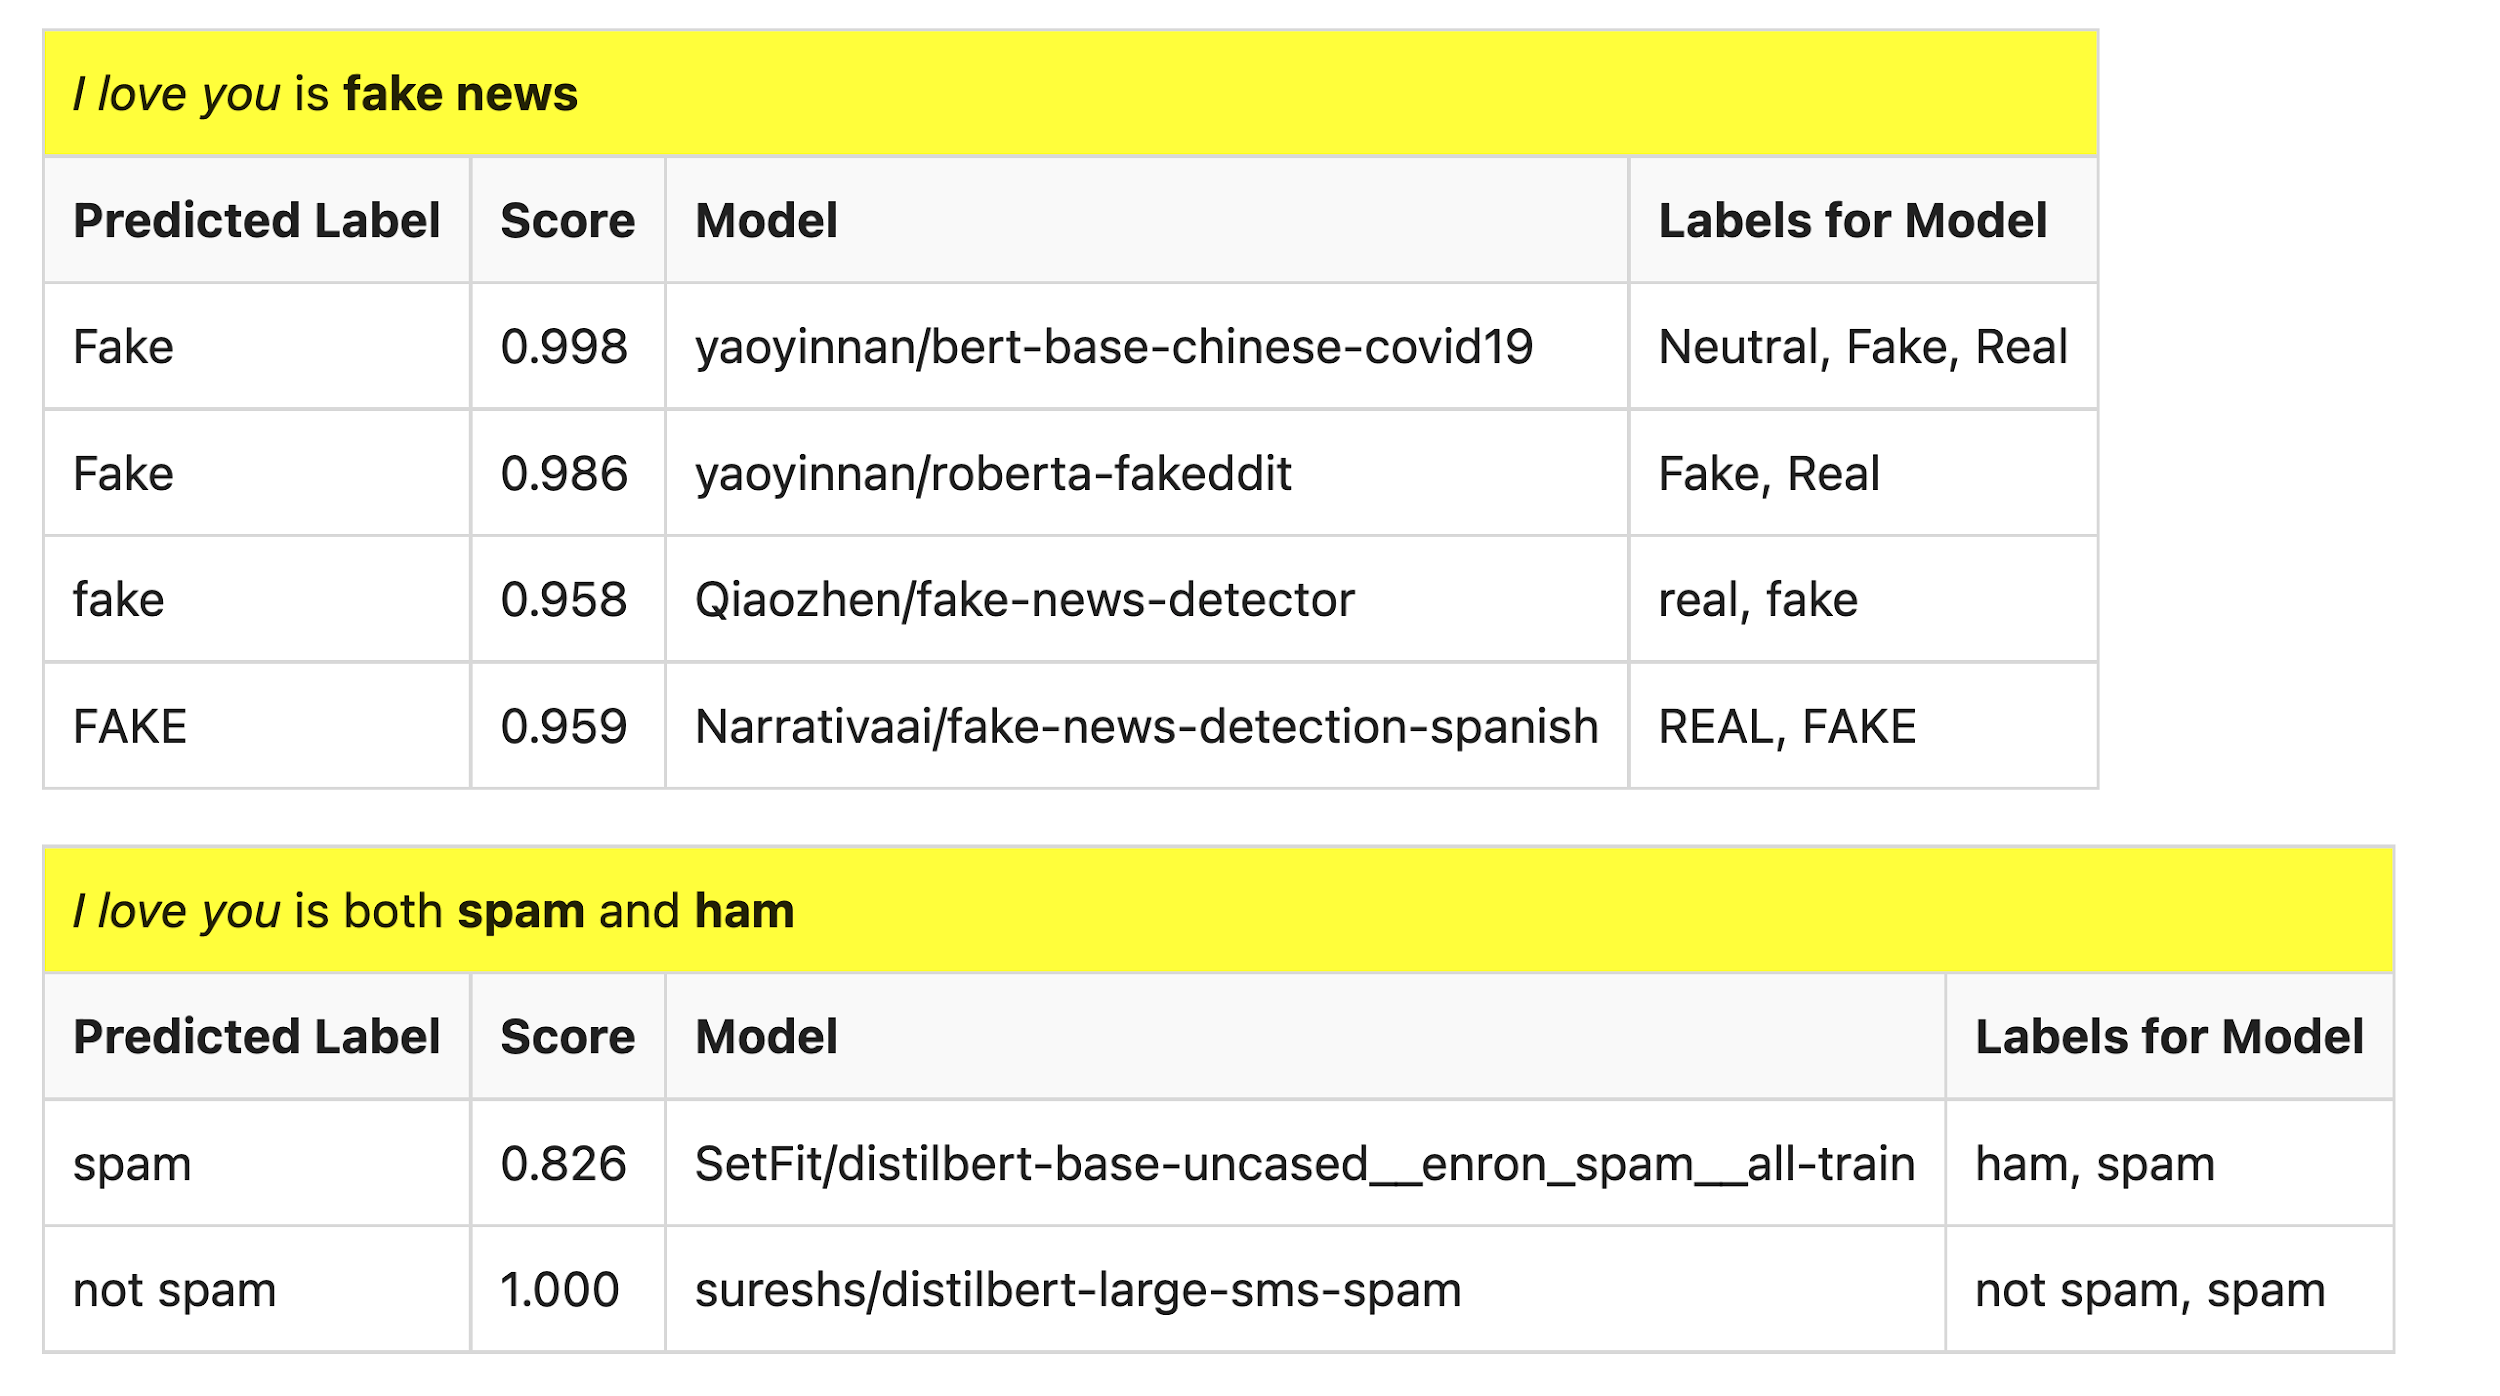 I love you is fake news
Predicted Label Score Model Labels for Model
Fake 0.998 yaoyinnan/bert-base-chinese-covid19 Neutral, Fake, Real
Fake 0.986 yaoyinnan/roberta-fakeddit Fake, Real
fake 0.958 Qiaozhen/fake-news-detector real, fake
FAKE 0.959 Narrativaai/fake-news-detection-spanish REAL, FAKE
I love you is both spam and ham
Predicted Label Score Model Labels for Model
spam 0.826 SetFit/distilbert-base-uncased__enron_spam__all-train ham, spam
not spam 1.000 sureshs/distilbert-large-sms-spam not spam, spam